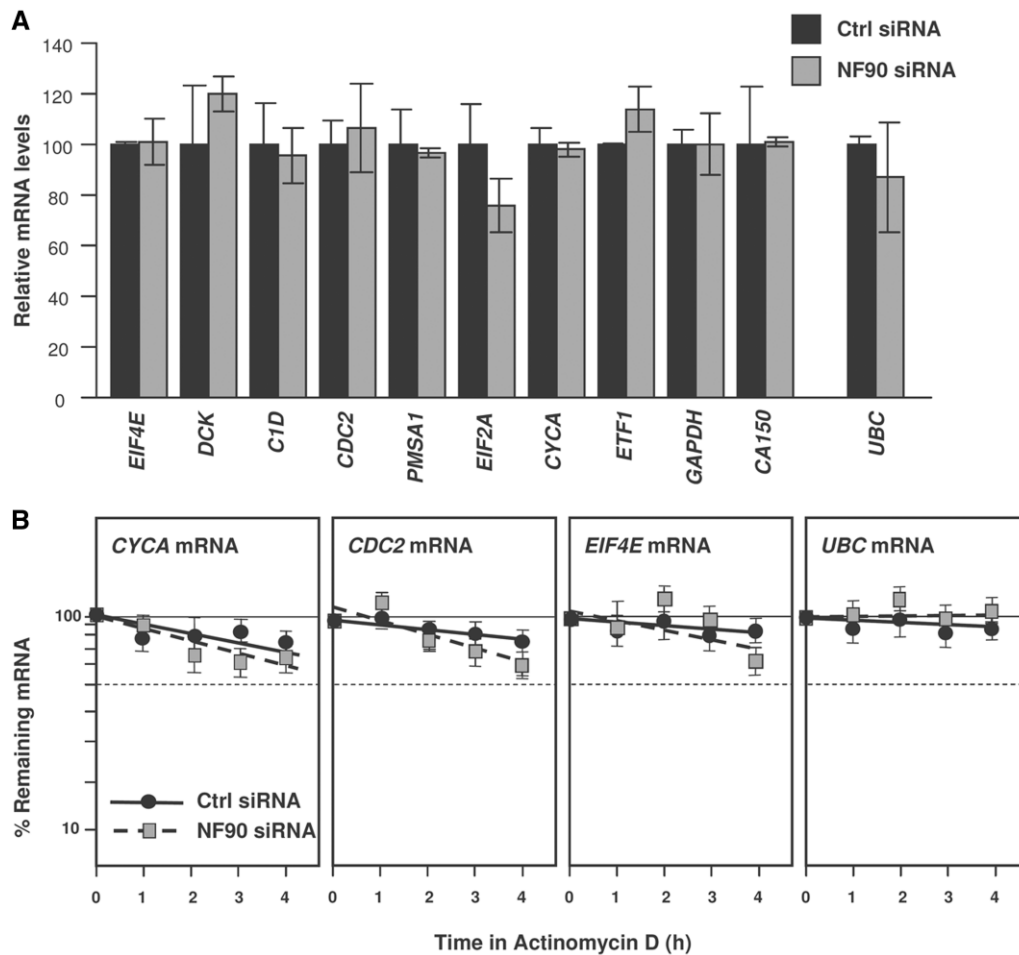 A
Ctrl siRNA
NF90 siRNA
Relative mRNA levels
140
120
100
80
60
40
20
0
EIF4E
DCK
C1D
CDC2
PMSA1
EIF2A
CYCA
ETF1
GAPDH
CA150
UBC
B
CYCA mRNA
CDC2 mRNA
EIF4E mRNA
UBC mRNA
% Remaining mRNA
100
10
Ctrl siRNA
NF90 siRNA
0 1 2 3 4
0 1 2 3 4
0 1 2 3 4
0 1 2 3 4
Time in Actinomycin D (h)